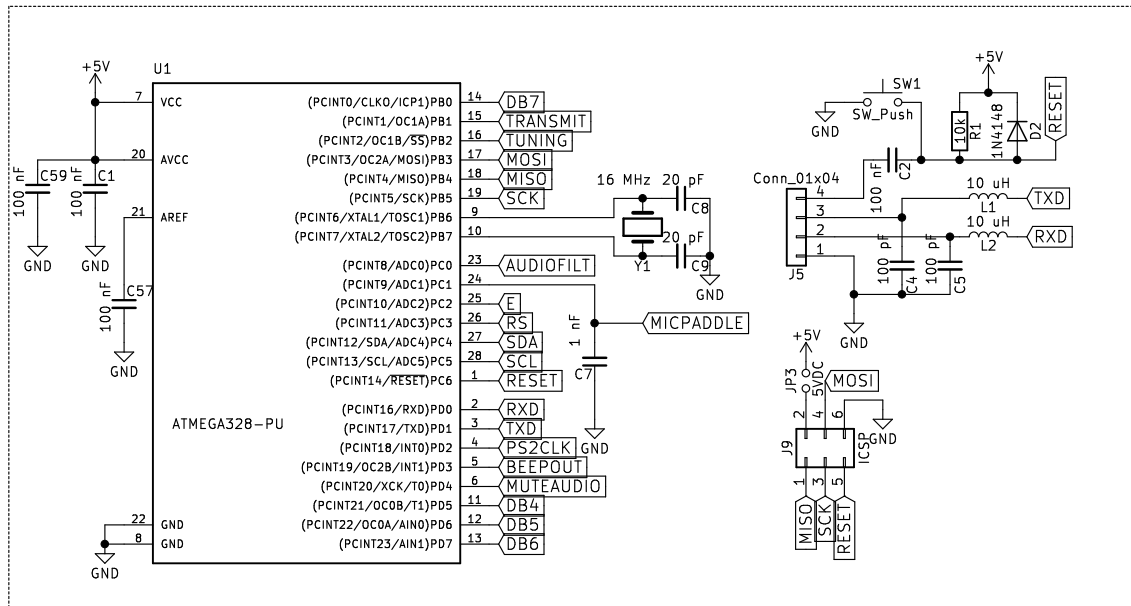 +5V
U1
7 VCC
20 AVCC
21 AREF
C59
100 nF
C1
100 nF
GND
GND
C57
100 nF
GND
22 GND
8 GND
GND
ATMEGA328-PU
(PCINT0/CLKO/ICP1)PB0 14 DB7
(PCINT1/OC1A)PB1 15 TRANSMIT
(PCINT2/OC1B/SS)PB2 16 TUNING
(PCINT3/OC2A/MOSI)PB3 17 MOSI
(PCINT4/MISO)PB4 18 MISO
(PCINT5/SCK)PB5 19 SCK
(PCINT6/XTAL1/TOSC1)PB6 9
(PCINT7/XTAL2/TOSC2)PB7 10
(PCINT8/ADC0)PC0 23 AUDIOFILT
(PCINT9/ADC1)PC1 24
(PCINT10/ADC2)PC2 25 E
(PCINT11/ADC3)PC3 26 RS
(PCINT12/SDA/ADC4)PC4 27 SDA
(PCINT13/SCL/ADC5)PC5 28 SCL
(PCINT14/RESET)PC6 1 RESET
(PCINT16/RXD)PD0 2 RXD
(PCINT17/TXD)PD1 3 TXD
(PCINT18/INT0)PD2 4 PS2CLK
(PCINT19/OC2B/INT1)PD3 5 BEEPOUT
(PCINT20/XCK/T0)PD4 6 MUTEAUDIO
(PCINT21/OC0B/T1)PD5 11 DB4
(PCINT22/OC0A/AIN0)PD6 12 DB5
(PCINT23/AIN1)PD7 13 DB6
16 MHz
20 pF
C8
20 pF
Y1
C9
GND
MICPADDLE
1 nF
C7
GND
SW1
SW_Push
GND
+5V
10k
R1
1N4148
D2
RESET
100 nF
C2
Conn_01x04
4
3
2
1
J5
10 uH
L1
TXD
10 uH
L2
RXD
100 pF
C4
100 pF
C5
GND
+5V
JP3
5VDC
MOSI
2
4
6
GND
J9
ICSP
1
3
5
MISO
SCK
RESET